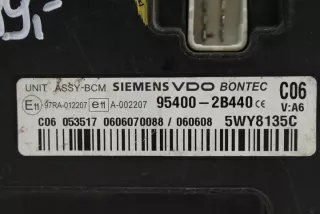 UNIT ASSY-BCM SIEMENS VDO BONTEC C06
E11 97RA-012207 e11 A-002207 95400-2B440 CE V:A6
C06 053517 0606070088 / 060608 5WY8135C